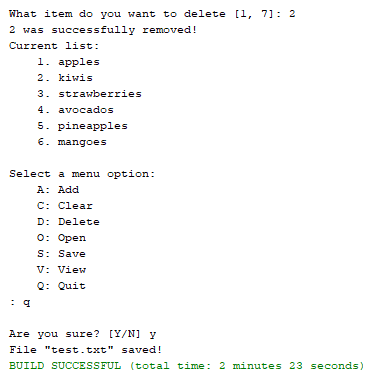 What item do you want to delete [1, 7]: 2
2 was successfully removed!
Current list:
1. apples
2. kiwis
3. strawberries
4. avocados
5. pineapples
6. mangoes
Select a menu option:
A: Add
C: Clear
D: Delete
O: Open
S: Save
V: View
Q: Quit
: q
Are you sure? [Y/N] y
File "test.txt" saved!
BUILD SUCCESSFUL (total time: 2 minutes 23 seconds)